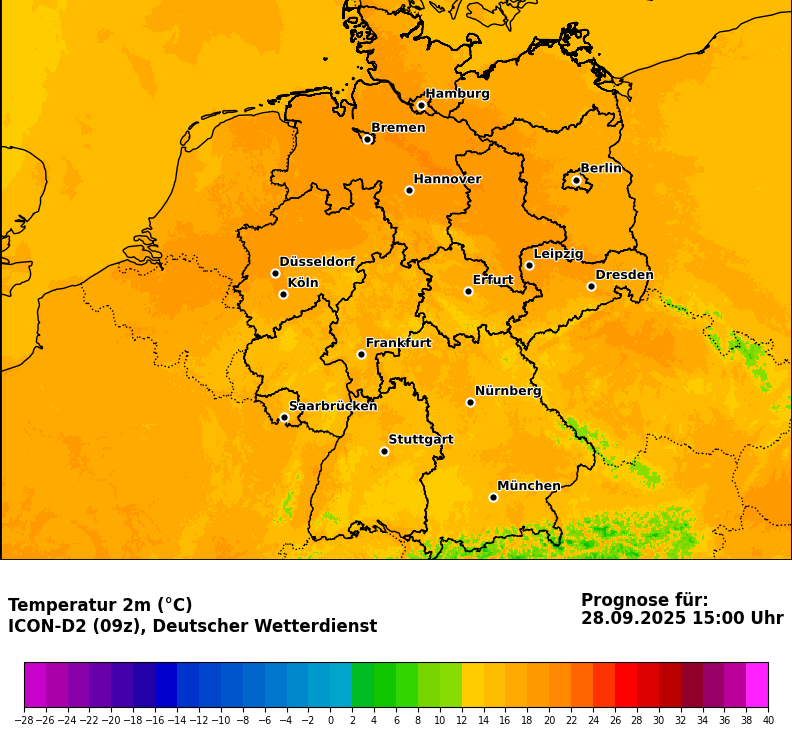 Hamburg
Bremen
Berlin
Hannover
Leipzig
Düsseldorf
Dresden
Erfurt
Köln
Frankfurt
Nürnberg
Saarbrücken
Stuttgart
München
Temperatur 2m (°C)
ICON-D2 (09z), Deutscher Wetterdienst
Prognose für:
28.09.2025 15:00 Uhr
−28 −26 −24 −22 −20 −18 −16 −14 −12 −10 −8 −6 −4 −2 0 2 4 6 8 10 12 14 16 18 20 22 24 26 28 30 32 34 36 38 40